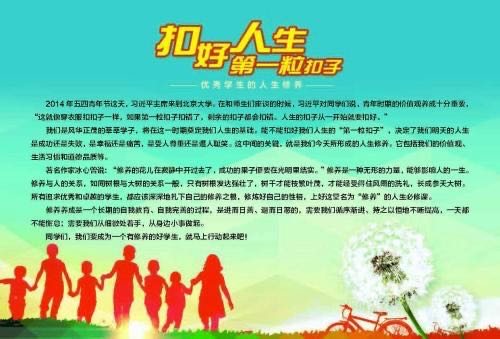 扣好人生
第一粒扣子
优秀学生的人生修养
2014年五四青年节这天，习近平主席来到北京大学。在和师生们座谈的时候，习近平对同学们说，青年时期的价值观养成十分重要，
“这就像穿衣服扣扣子一样，如果第一粒扣子扣错了，剩余的扣子都会扣错。人生的扣子从一开始就要扣好。”
我们是风华正茂的莘莘学子，将在这一时期奠定我们人生的基础，能不能扣好我们人生的“第一粒扣子”，决定了我们明天的人生
是成功还是失败，是幸福还是痛苦，是受人尊重还是遭人耻笑。这中间的关键，就是我们今天所形成的人生修养。它包括我们的价值观、
生活习俗和道德品质等。
若名作家冰心曾说：“修养的花儿在寂静中开过去了，成功的果子便要在光明里结实。”修养是一种无形的力量，能够影响人的一生。
修养与人的关系，如同树根与大树的关系一般，只有树根发达强壮了，树干才能枝繁叶茂，才能经受得住风雨的洗礼，长成参天大树。
所有追求优秀和卓越的学生，都应该深深地扎下自己的修养之根，修炼好自己的性树，上好这堂名为“修养”的人生必修课。
修养养成是一个长期的自我教育、自我完善的过程，是进而日善、退而日恶的，需要我们循序渐进、持之以恒地不断提高，一天都
不能懈怠；需要我们从细微处着手，从身边小事做起。
同学们，我们要成为一个有修养的好学生，就马上行动起来吧！